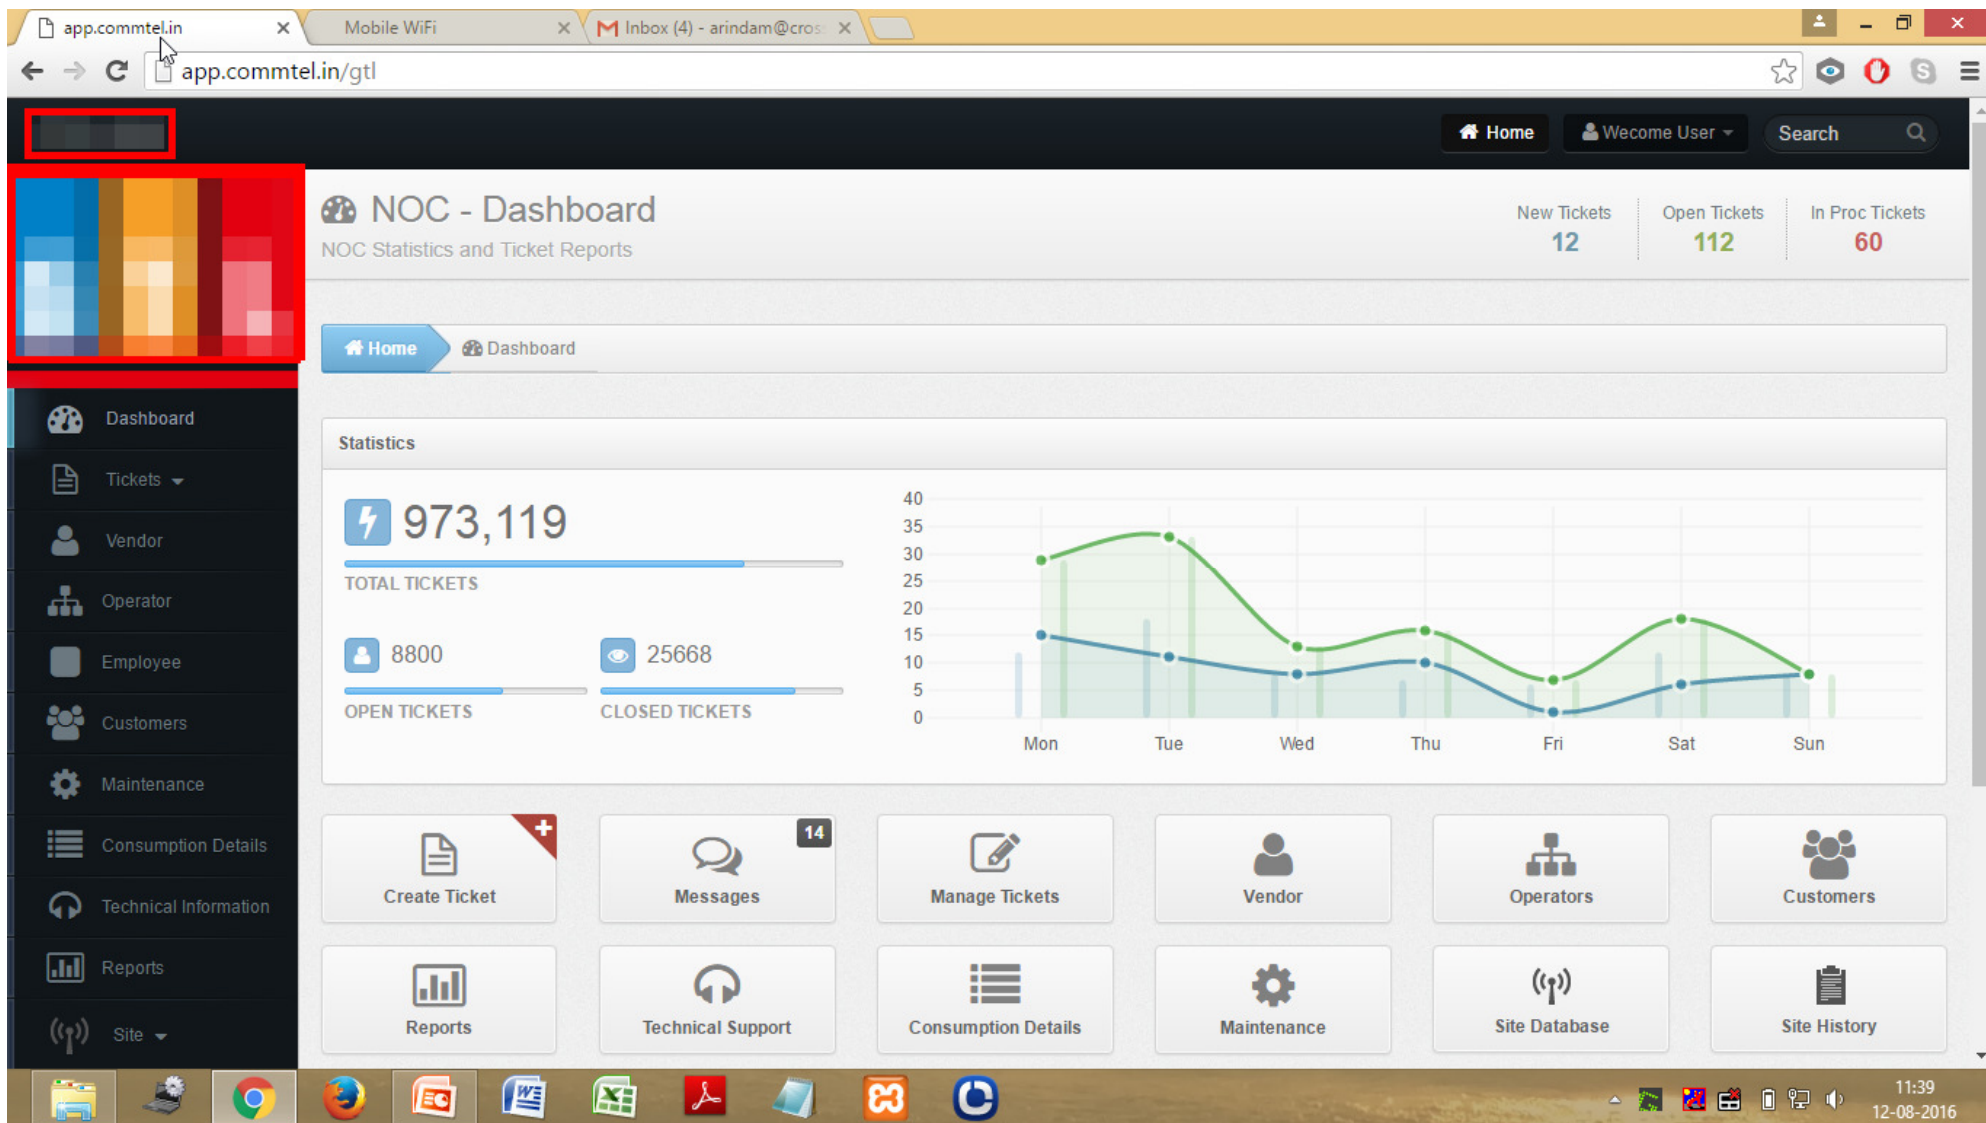 app.commtel.in
Mobile WiFi
Inbox (4) - arindam@cros
app.commtel.in/gtl
Home
Wecome User
Search
NOC - Dashboard
NOC Statistics and Ticket Reports
New Tickets
12
Open Tickets
112
In Proc Tickets
60
Home
Dashboard
Dashboard
Tickets
Vendor
Operator
Employee
Customers
Maintenance
Consumption Details
Technical Information
Reports
Site
Statistics
973,119
TOTAL TICKETS
8800
OPEN TICKETS
25668
CLOSED TICKETS
40
35
30
25
20
15
10
5
0
Mon Tue Wed Thu Fri Sat Sun
Create Ticket
14
Messages
Manage Tickets
Vendor
Operators
Customers
Reports
Technical Support
Consumption Details
Maintenance
Site Database
Site History
11:39
12-08-2016